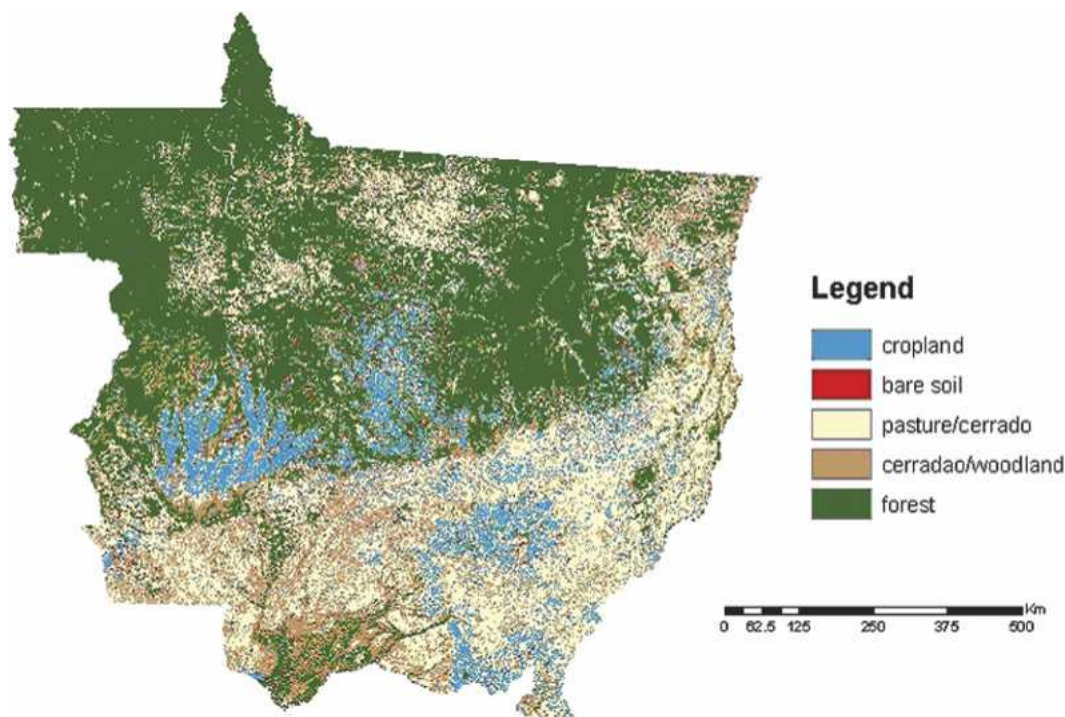 Legend
cropland
bare soil
pasture/cerrado
cerradao/woodland
forest
Km
0 62.5 125 250 375 500